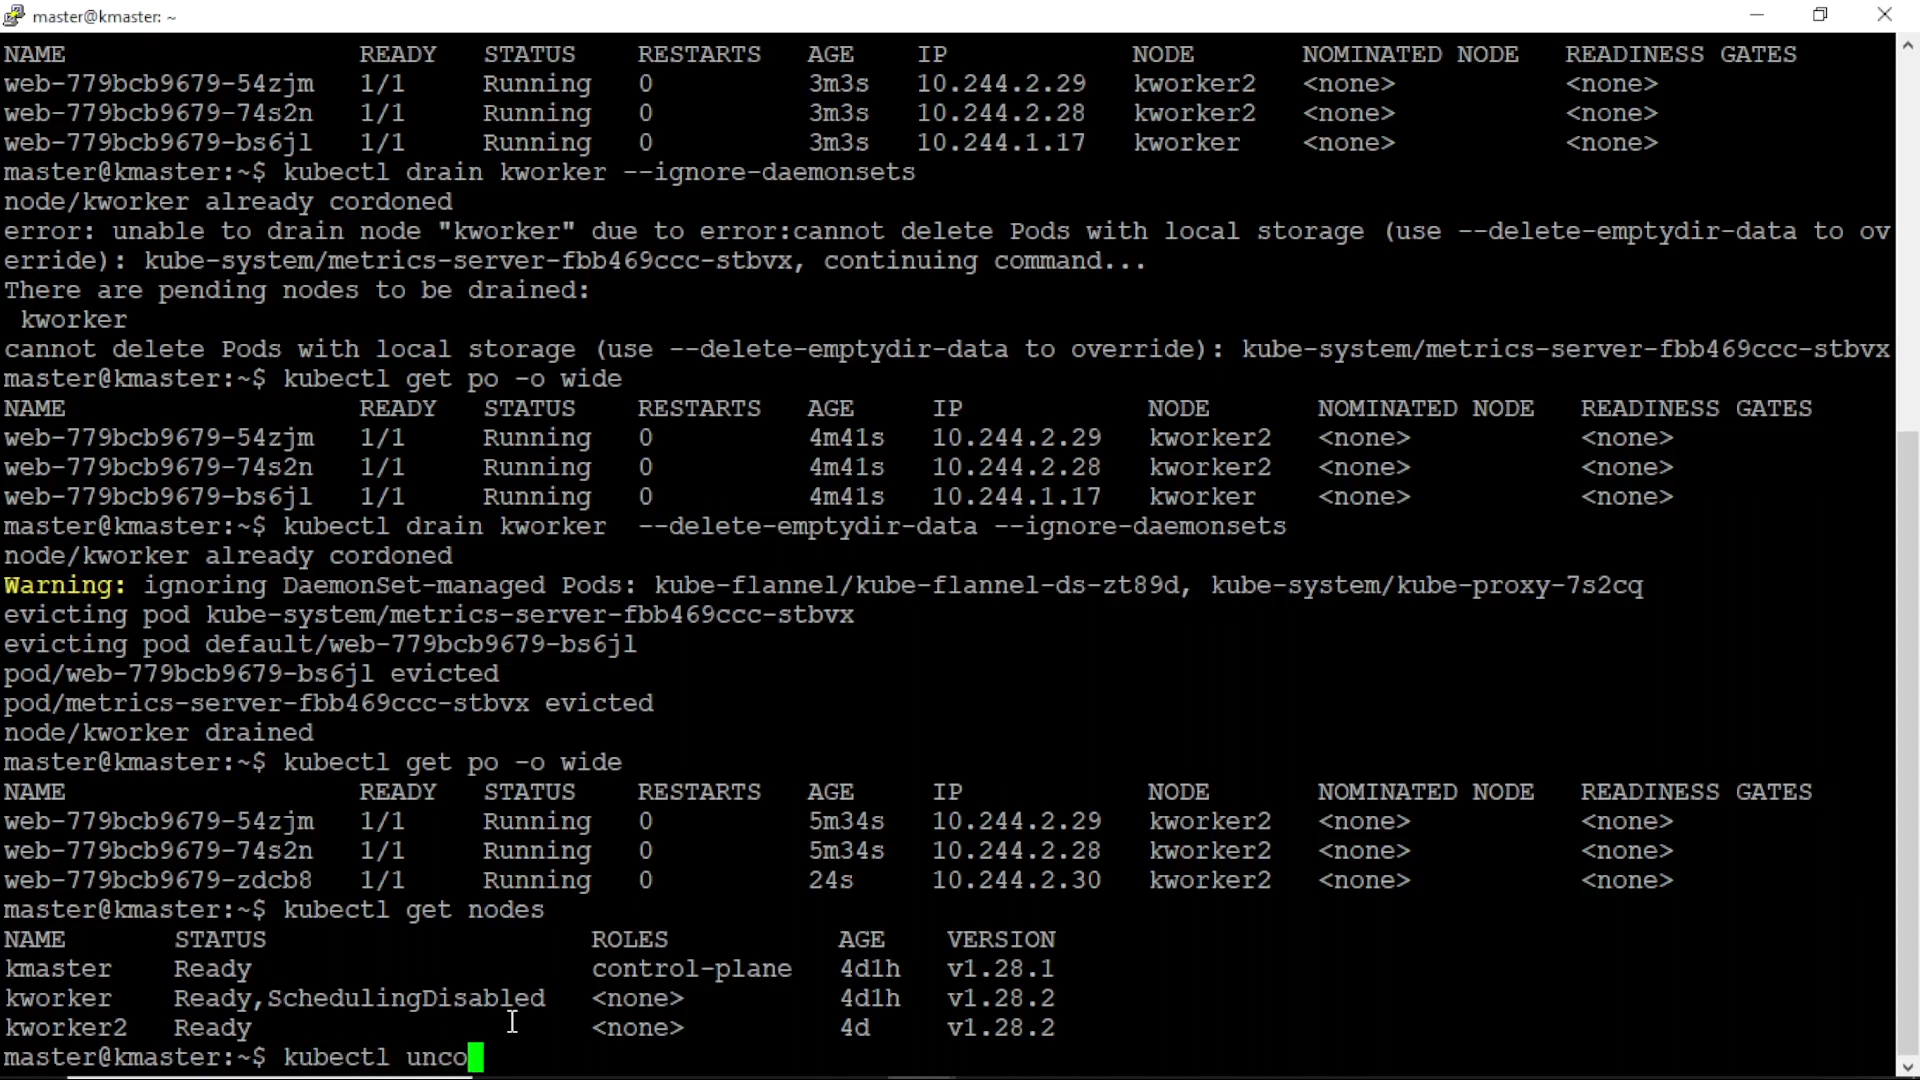 master@kmaster: ~
NAME READY STATUS RESTARTS AGE IP NODE NOMINATED NODE READINESS GATES
web-779bcb9679-54zjm 1/1 Running 0 3m3s 10.244.2.29 kworker2 <none> <none>
web-779bcb9679-74s2n 1/1 Running 0 3m3s 10.244.2.28 kworker2 <none> <none>
web-779bcb9679-bs6jl 1/1 Running 0 3m3s 10.244.1.17 kworker <none> <none>
master@kmaster:~$ kubectl drain kworker --ignore-daemonsets
node/kworker already cordoned
error: unable to drain node "kworker" due to error:cannot delete Pods with local storage (use --delete-emptydir-data to ov
erride): kube-system/metrics-server-fbb469ccc-stbvx, continuing command...
There are pending nodes to be drained:
 kworker
cannot delete Pods with local storage (use --delete-emptydir-data to override): kube-system/metrics-server-fbb469ccc-stbvx
master@kmaster:~$ kubectl get po -o wide
NAME READY STATUS RESTARTS AGE IP NODE NOMINATED NODE READINESS GATES
web-779bcb9679-54zjm 1/1 Running 0 4m41s 10.244.2.29 kworker2 <none> <none>
web-779bcb9679-74s2n 1/1 Running 0 4m41s 10.244.2.28 kworker2 <none> <none>
web-779bcb9679-bs6jl 1/1 Running 0 4m41s 10.244.1.17 kworker <none> <none>
master@kmaster:~$ kubectl drain kworker  --delete-emptydir-data --ignore-daemonsets
node/kworker already cordoned
Warning: ignoring DaemonSet-managed Pods: kube-flannel/kube-flannel-ds-zt89d, kube-system/kube-proxy-7s2cq
evicting pod kube-system/metrics-server-fbb469ccc-stbvx
evicting pod default/web-779bcb9679-bs6jl
pod/web-779bcb9679-bs6jl evicted
pod/metrics-server-fbb469ccc-stbvx evicted
node/kworker drained
master@kmaster:~$ kubectl get po -o wide
NAME READY STATUS RESTARTS AGE IP NODE NOMINATED NODE READINESS GATES
web-779bcb9679-54zjm 1/1 Running 0 5m34s 10.244.2.29 kworker2 <none> <none>
web-779bcb9679-74s2n 1/1 Running 0 5m34s 10.244.2.28 kworker2 <none> <none>
web-779bcb9679-zdcb8 1/1 Running 0 24s 10.244.2.30 kworker2 <none> <none>
master@kmaster:~$ kubectl get nodes
NAME STATUS ROLES AGE VERSION
kmaster Ready control-plane 4d1h v1.28.1
kworker Ready,SchedulingDisabled <none> 4d1h v1.28.2
kworker2 Ready <none> 4d v1.28.2
master@kmaster:~$ kubectl unco